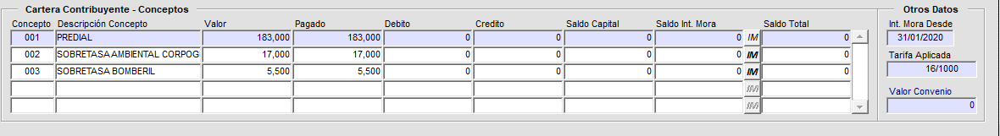 Cartera Contribuyente - Conceptos Otros Datos
Concepto Descripción Concepto Valor Pagado Debito Credito Saldo Capital Saldo Int. Mora Saldo Total Int. Mora Desde
001 PREDIAL 183,000 183,000 0 0 0 0 IM 0 31/01/2020
002 SOBRETASA AMBIENTAL CORPOG 17,000 17,000 0 0 0 0 IM 0 Tarifa Aplicada
003 SOBRETASA BOMBERIL 5,500 5,500 0 0 0 0 IM 0 16/1000
IM Valor Convenio
IM 0